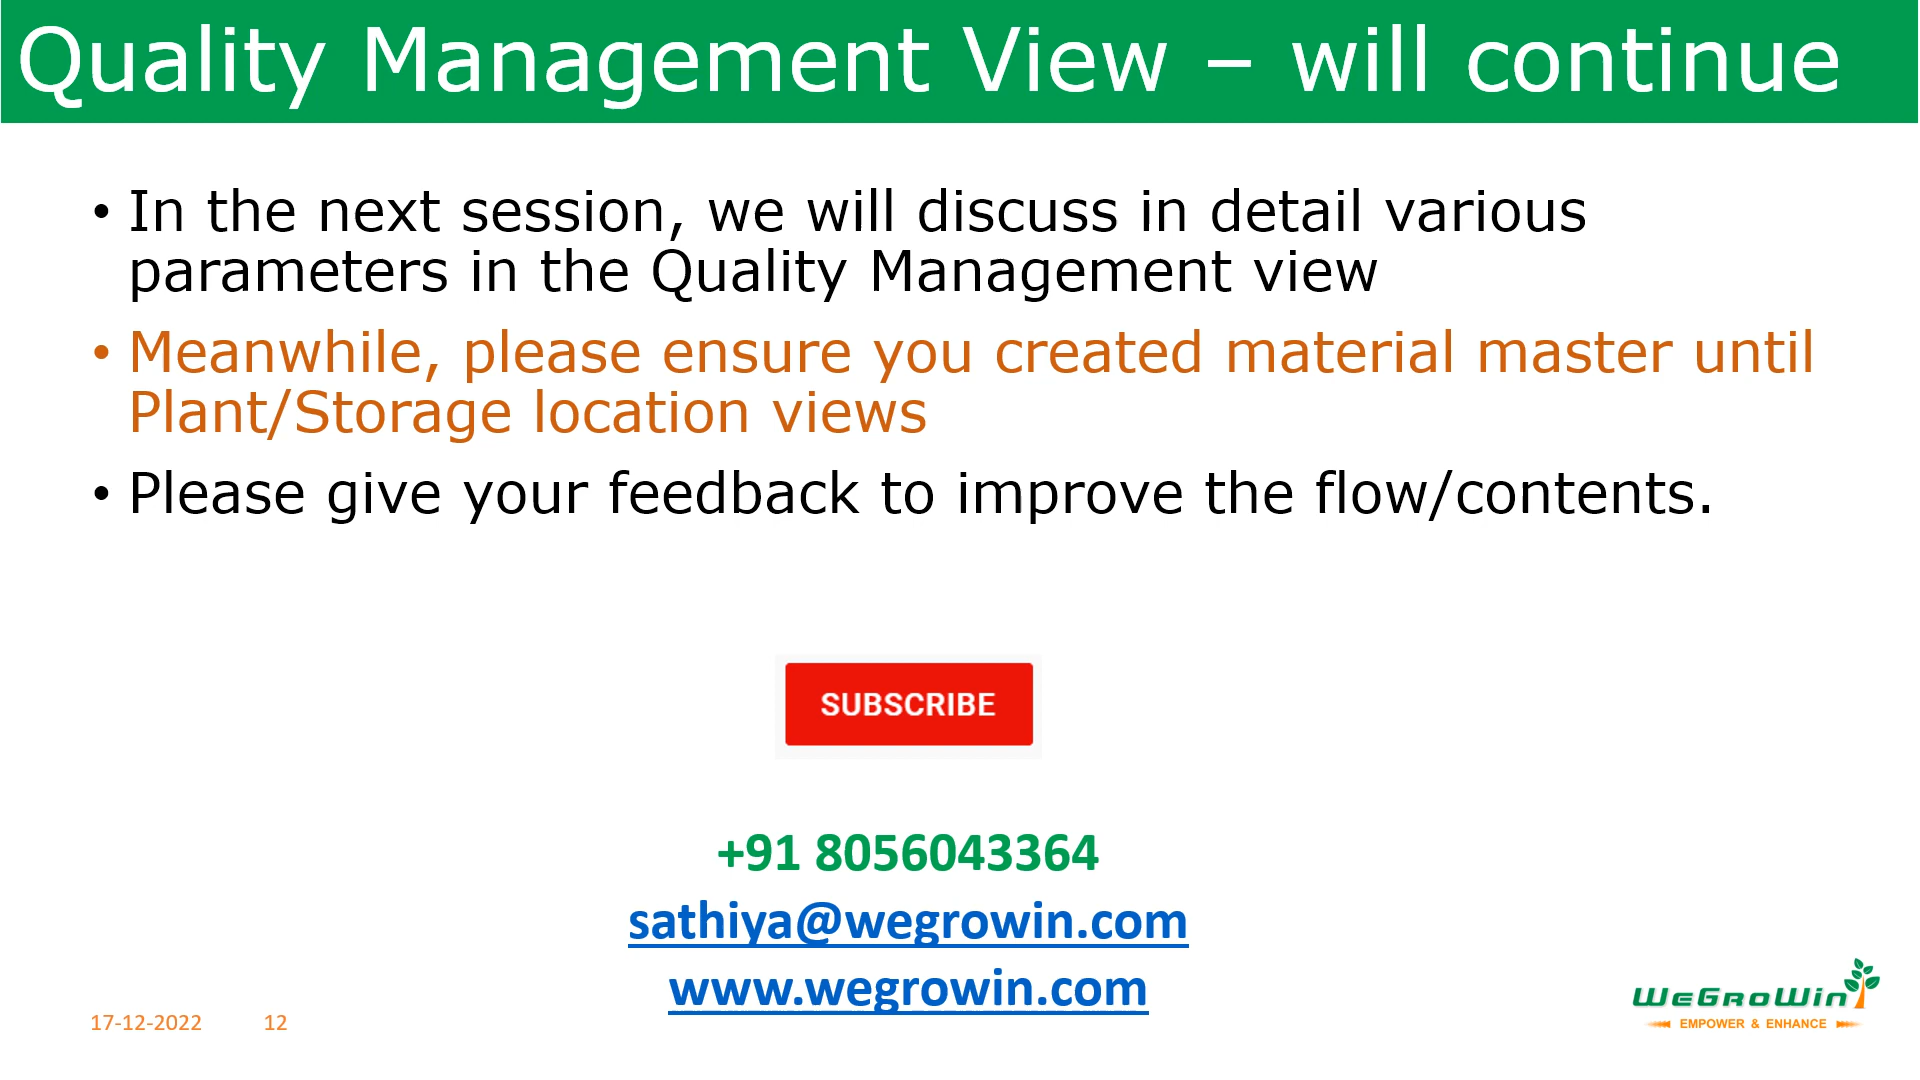 Quality Management View – will continue
• In the next session, we will discuss in detail various
parameters in the Quality Management view
• Meanwhile, please ensure you created material master until
Plant/Storage location views
• Please give your feedback to improve the flow/contents.
SUBSCRIBE
+91 8056043364
sathiya@wegrowin.com
www.wegrowin.com
17-12-2022 12
WeGroWin
EMPOWER & ENHANCE